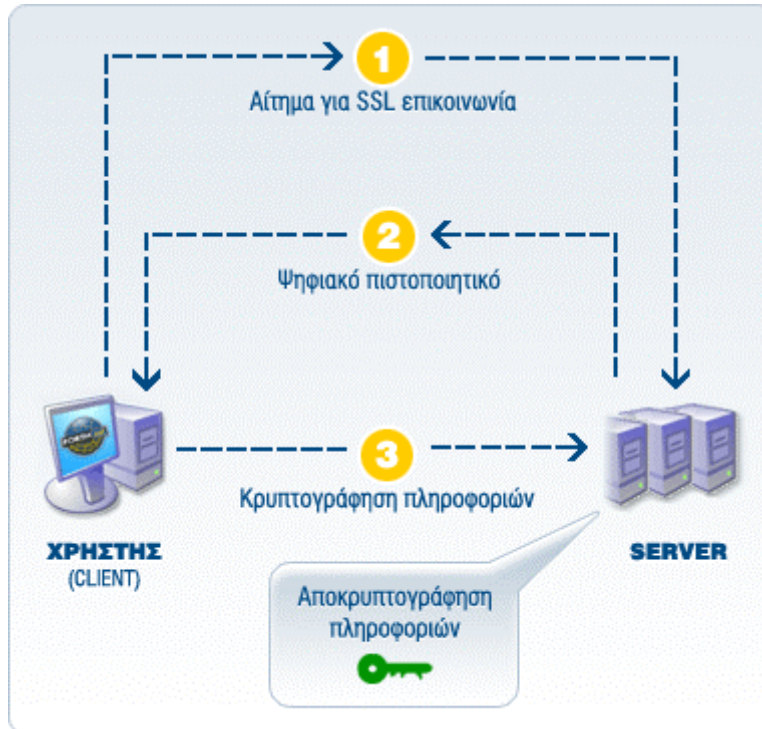 1
Αίτημα για SSL επικοινωνία
2
Ψηφιακό πιστοποιητικό
3
Κρυπτογράφηση πληροφοριών
ΧΡΗΣΤΗΣ
(CLIENT)
SERVER
Αποκρυπτογράφηση
πληροφοριών